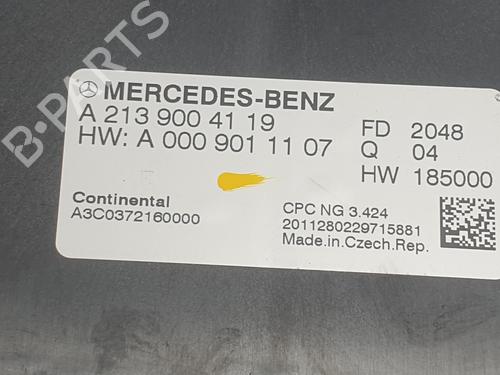 B-PARTS
MERCEDES-BENZ
A 213 900 41 19
HW: A 000 901 11 07
FD 2048
Q 04
HW 185000
Continental
A3C0372160000
CPC NG 3.424
2011280229715881
Made.in.Czech.Rep.